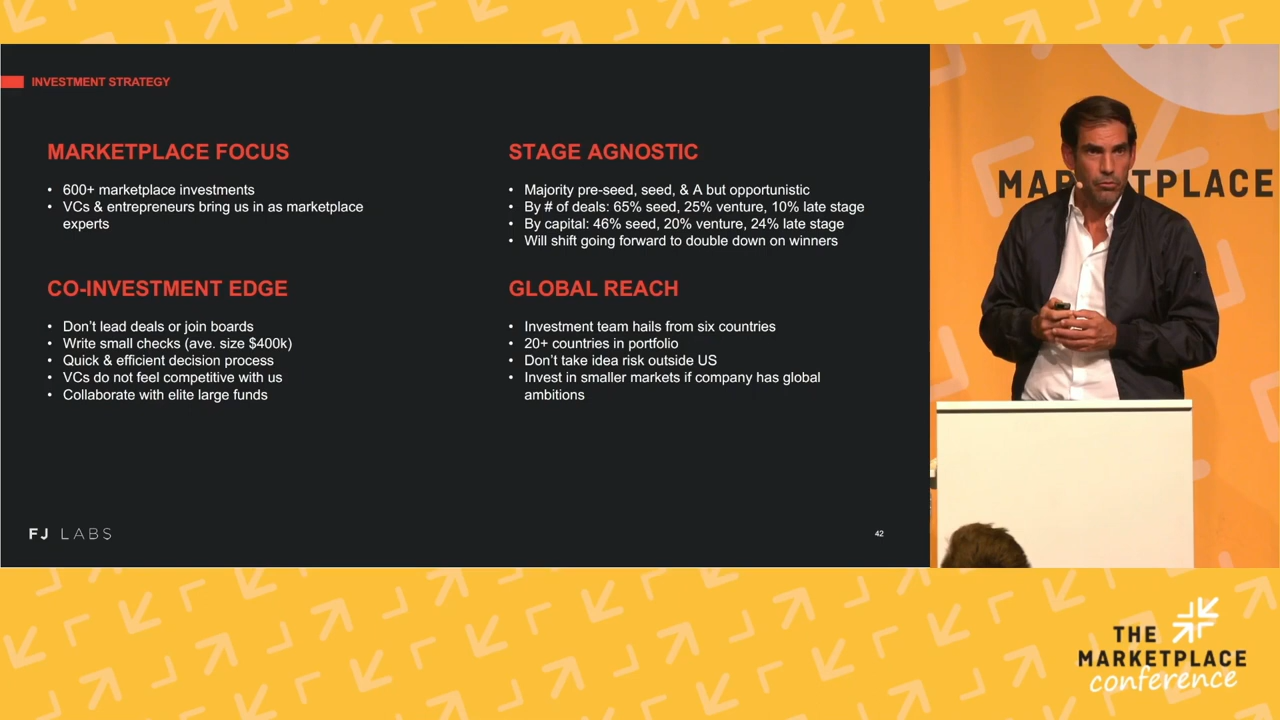 INVESTMENT STRATEGY
MARKETPLACE FOCUS
• 600+ marketplace investments
• VCs & entrepreneurs bring us in as marketplace
experts
STAGE AGNOSTIC
• Majority pre-seed, seed, & A but opportunistic
• By # of deals: 65% seed, 25% venture, 10% late stage
• By capital: 46% seed, 20% venture, 24% late stage
• Will shift going forward to double down on winners
CO-INVESTMENT EDGE
• Don't lead deals or join boards
• Write small checks (ave. size $400k)
• Quick & efficient decision process
• VCs do not feel competitive with us
• Collaborate with elite large funds
GLOBAL REACH
• Investment team hails from six countries
• 20+ countries in portfolio
• Don't take idea risk outside US
• Invest in smaller markets if company has global
ambitions
FJ LABS
42
MAR TPLACE
THE
MARKETPLACE
conference